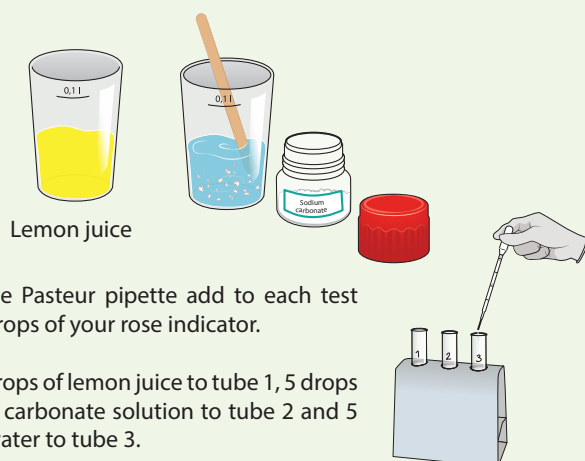 0,1 l
0,1 l
Sodium
carbonate
Lemon juice
e Pasteur pipette add to each test
rops of your rose indicator.
rops of lemon juice to tube 1, 5 drops
carbonate solution to tube 2 and 5
vater to tube 3.
1 2 3